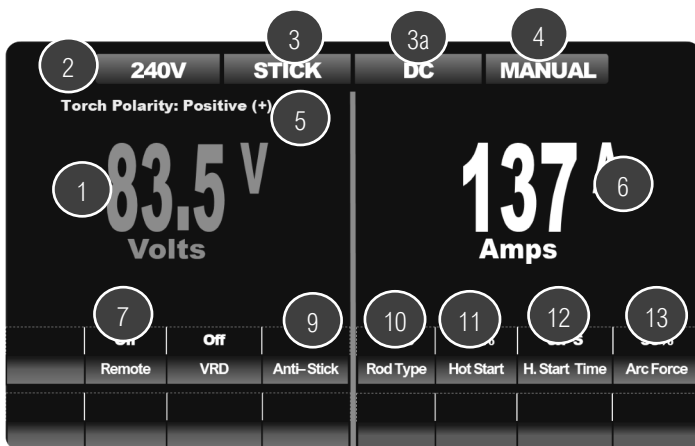 3 3a 4
2 240V STICK DC MANUAL
Torch Polarity: Positive (+) 5
1 83.5 V 137 A 6
Volts Amps
7 9 10 11 12 13
Off
Remote VRD Anti-Stick Rod Type Hot Start H. Start Time Arc Force